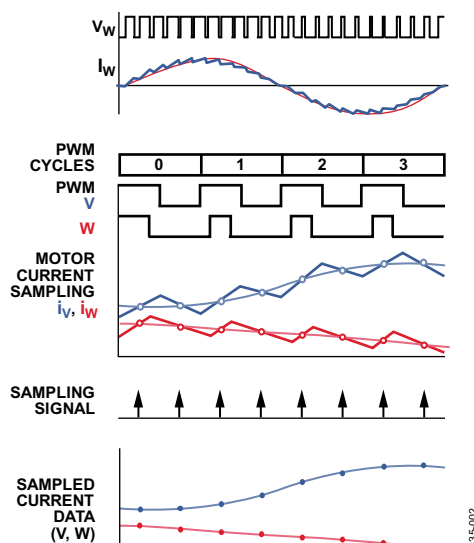 VW
IW
PWM
CYCLES
0 1 2 3
PWM
V
W
MOTOR
CURRENT
SAMPLING
iV, iW
SAMPLING
SIGNAL
SAMPLED
CURRENT
DATA
(V, W)